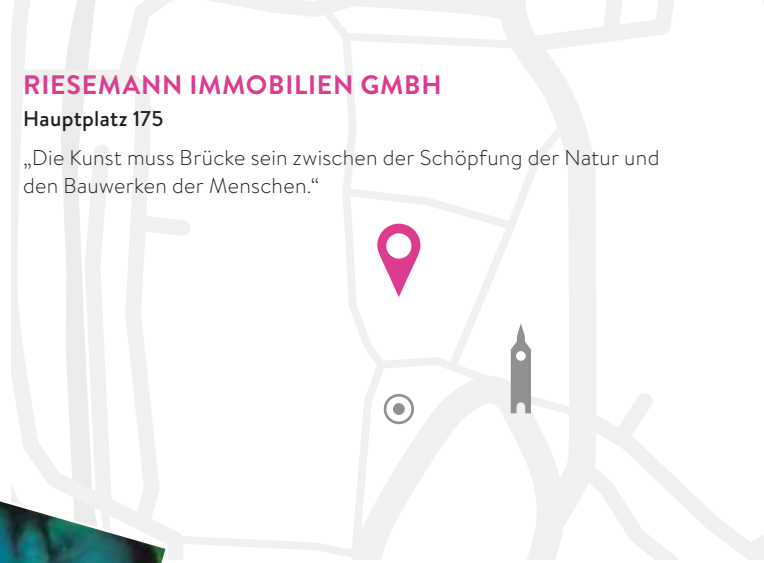 RIESEMANN IMMOBILIEN GMBH
Hauptplatz 175
„Die Kunst muss Brücke sein zwischen der Schöpfung der Natur und
den Bauwerken der Menschen.“